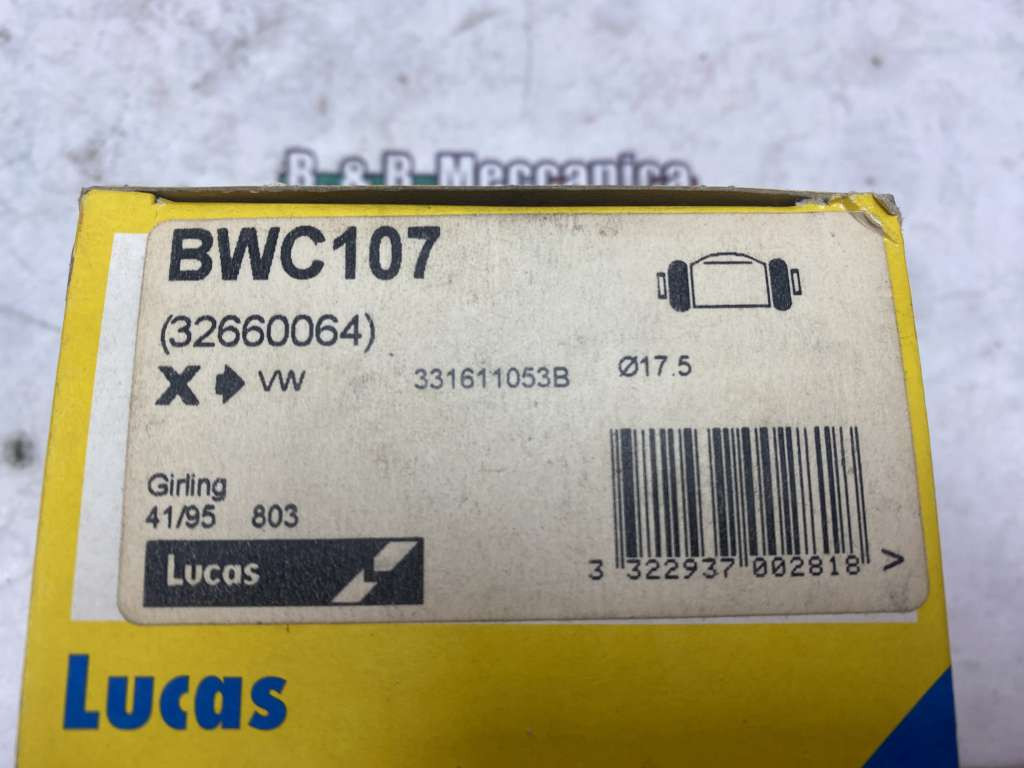 R & R Meccanica
BWC107
(32660064)
X VW 331611053B Ø17.5
Girling
41/95 803
Lucas
3 322937 002818 >
Lucas